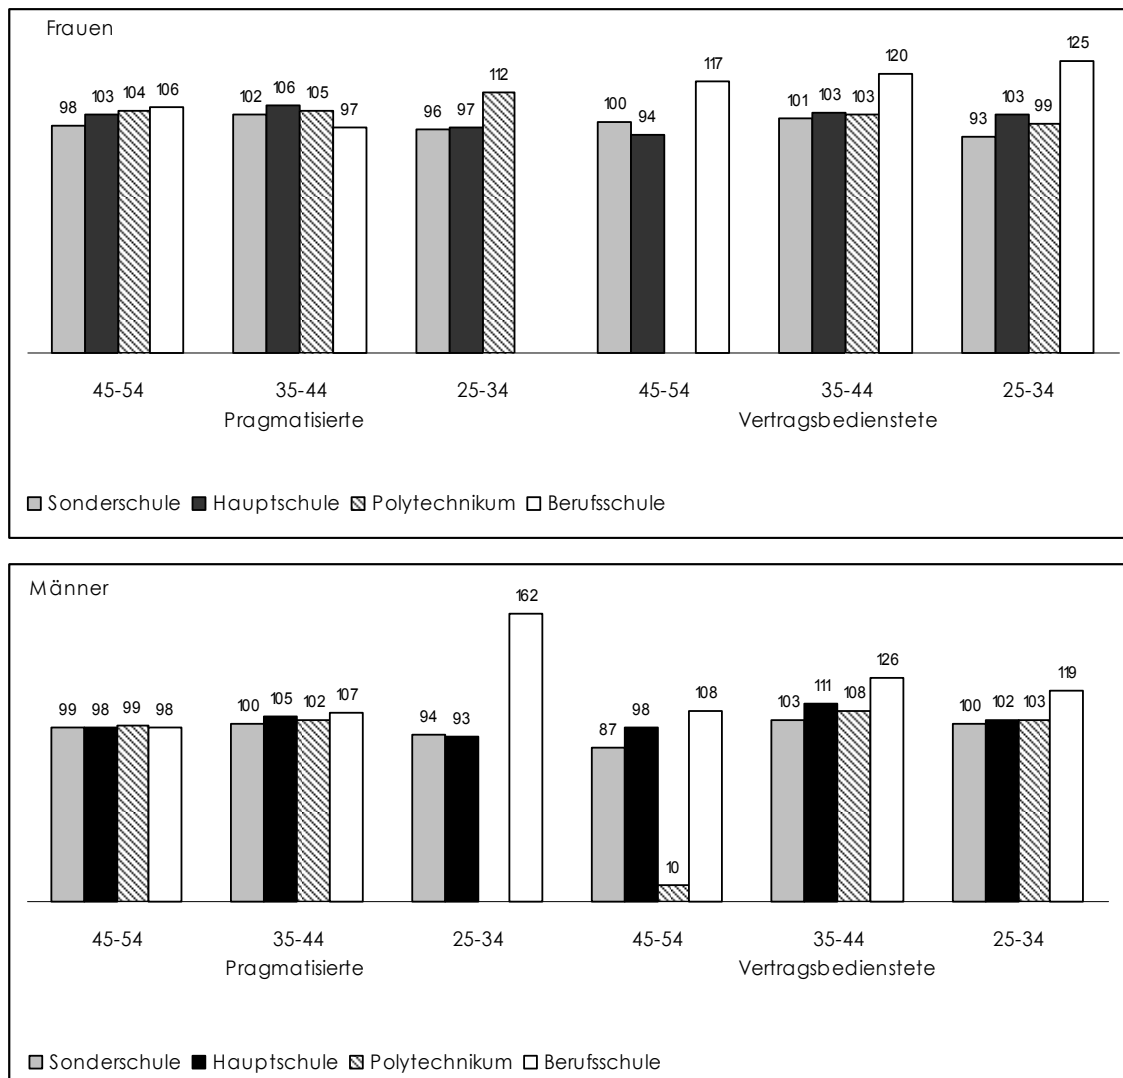 Frauen
98 103 104 106 102 106 105 97 96 97 112 100 94 117 101 103 103 120 93 103 99 125
45-54 35-44 25-34 45-54 35-44 25-34
Pragmatisierte Vertragsbedienstete
Sonderschule Hauptschule Polytechnikum Berufsschule
Männer
99 98 99 98 100 105 102 107 94 93 162 87 98 10 108 103 111 108 126 100 102 103 119
45-54 35-44 25-34 45-54 35-44 25-34
Pragmatisierte Vertragsbedienstete
Sonderschule Hauptschule Polytechnikum Berufsschule